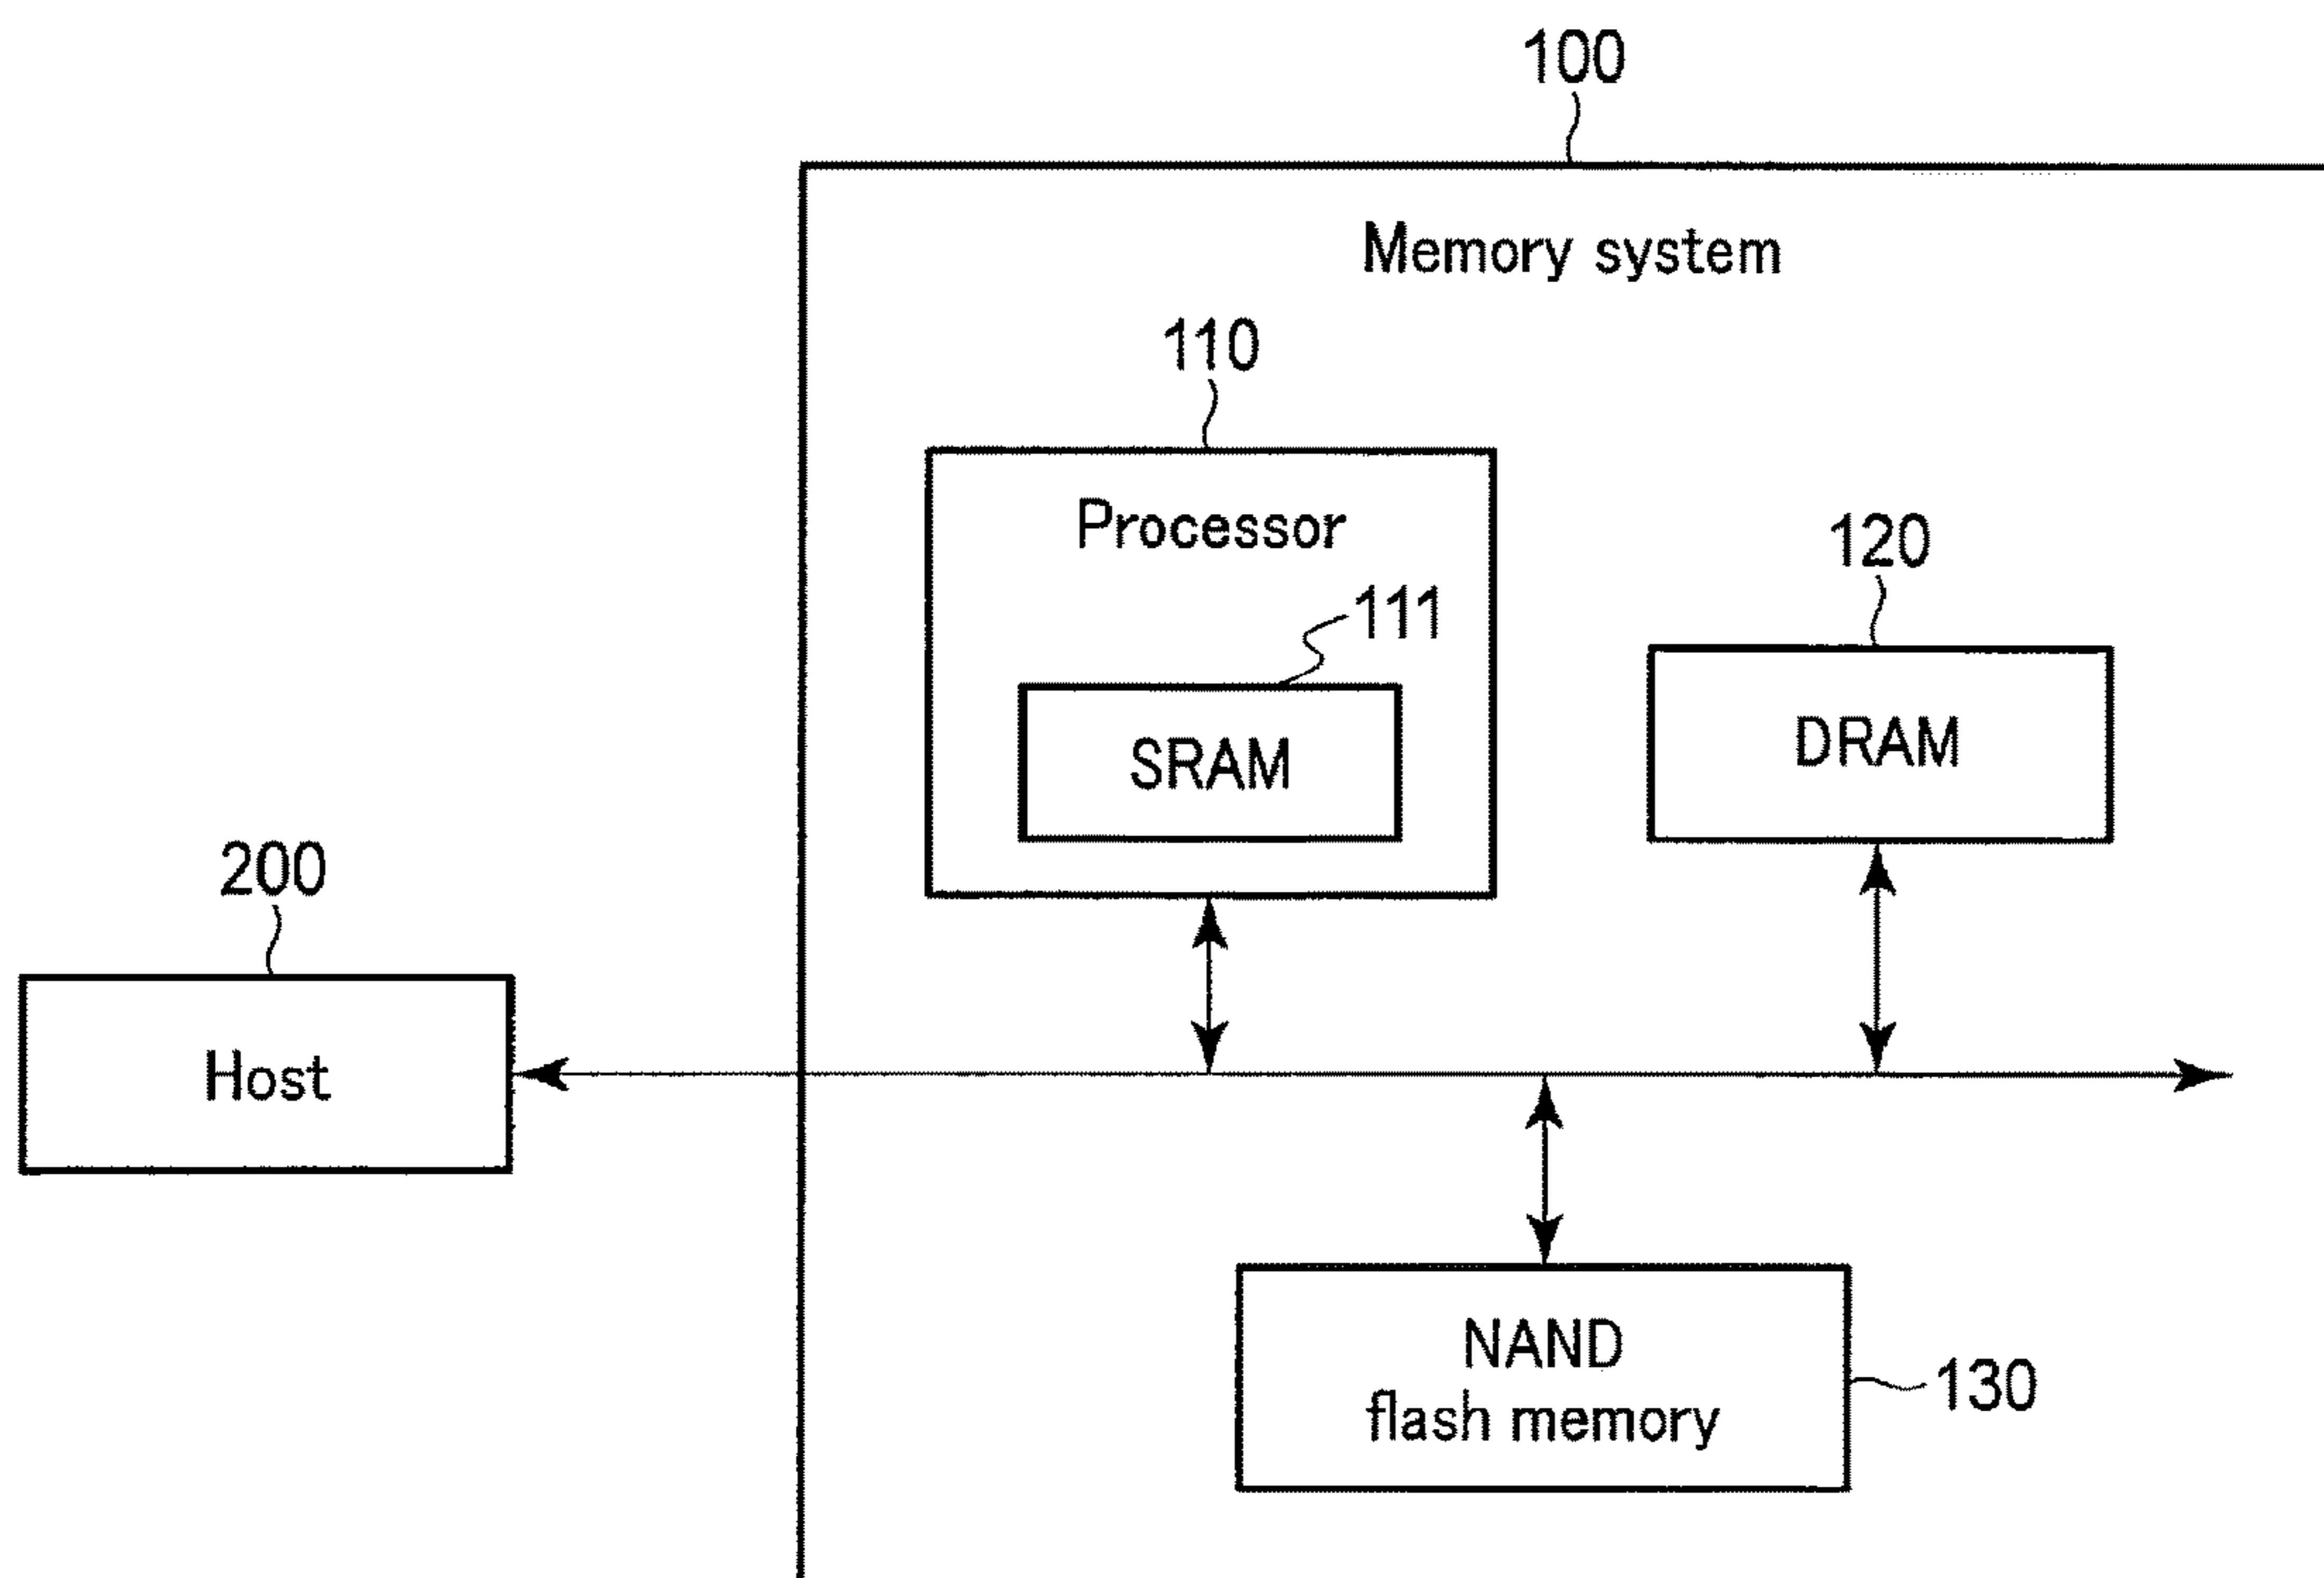 100
Memory system
110
Processor
120
111
SRAM
DRAM
200
Host
NAND
flash memory
130